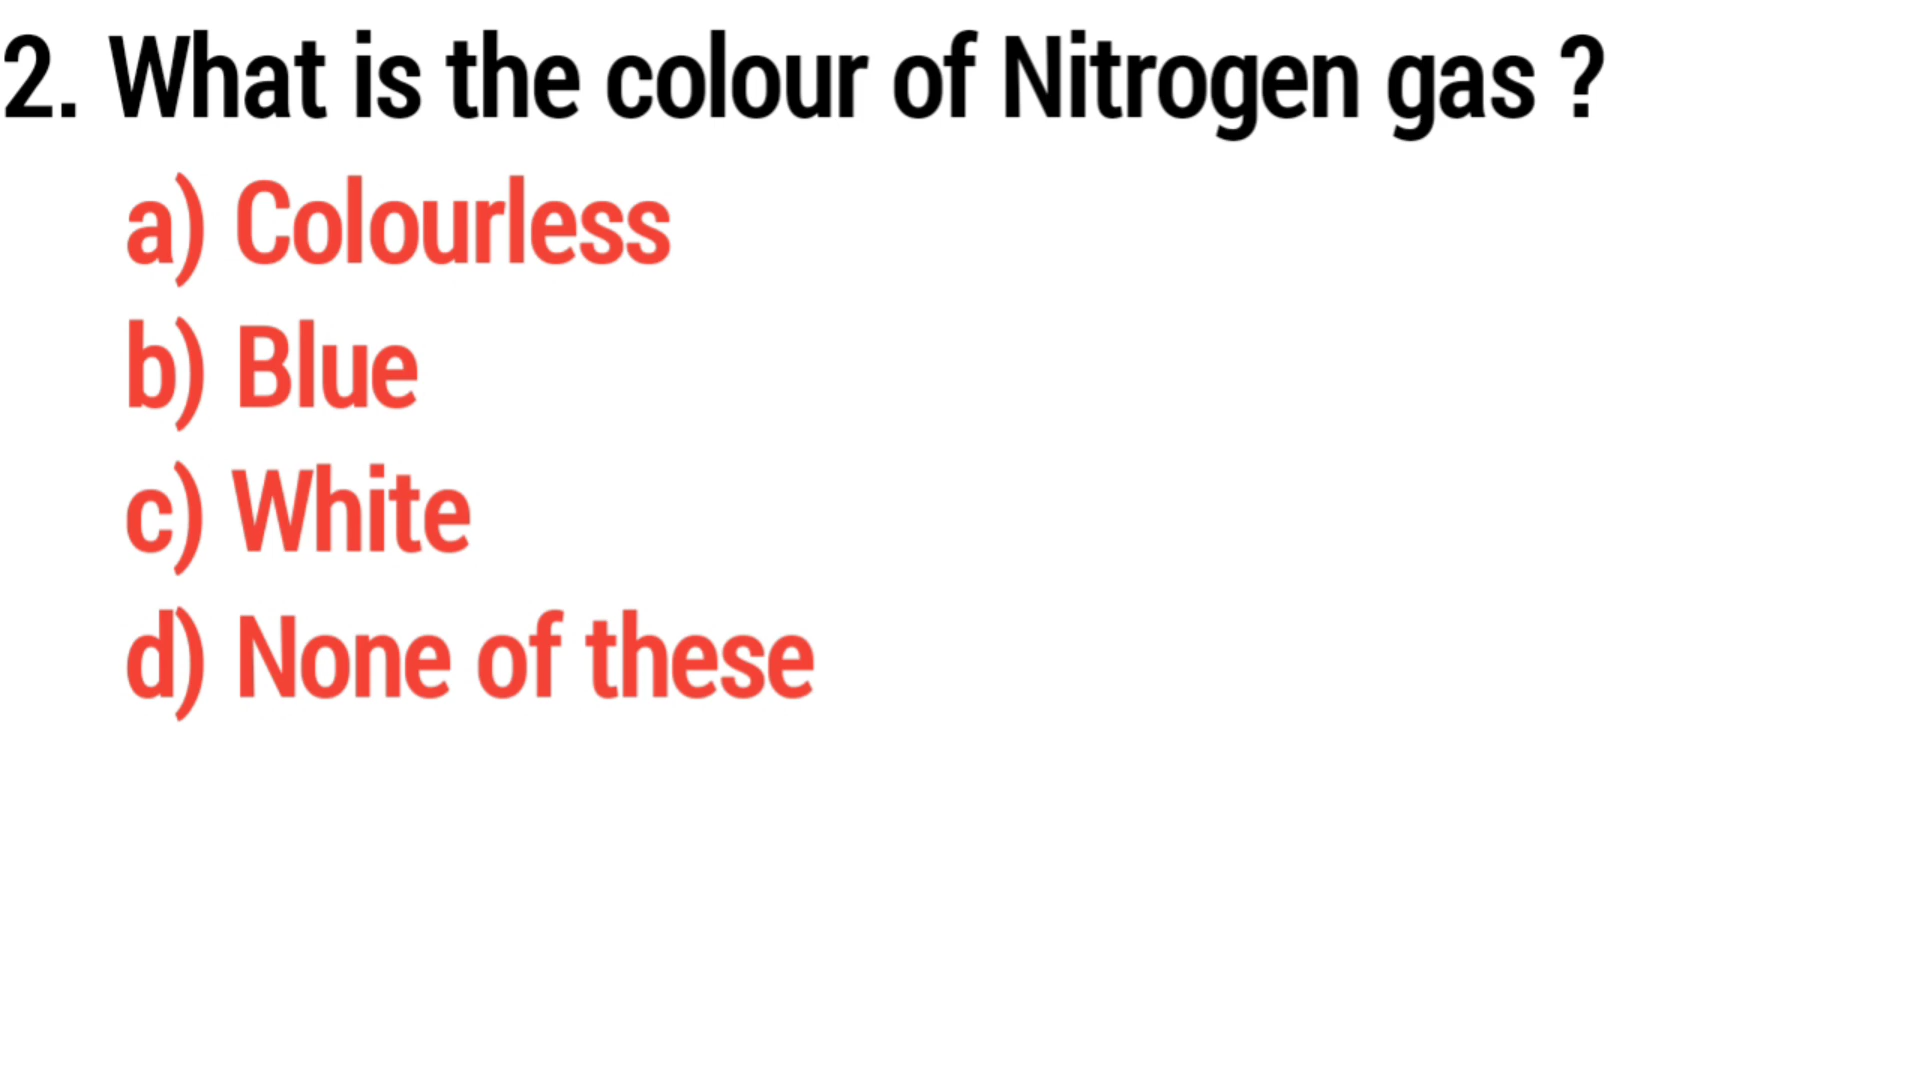 2. What is the colour of Nitrogen gas ?
a) Colourless
b) Blue
c) White
d) None of these